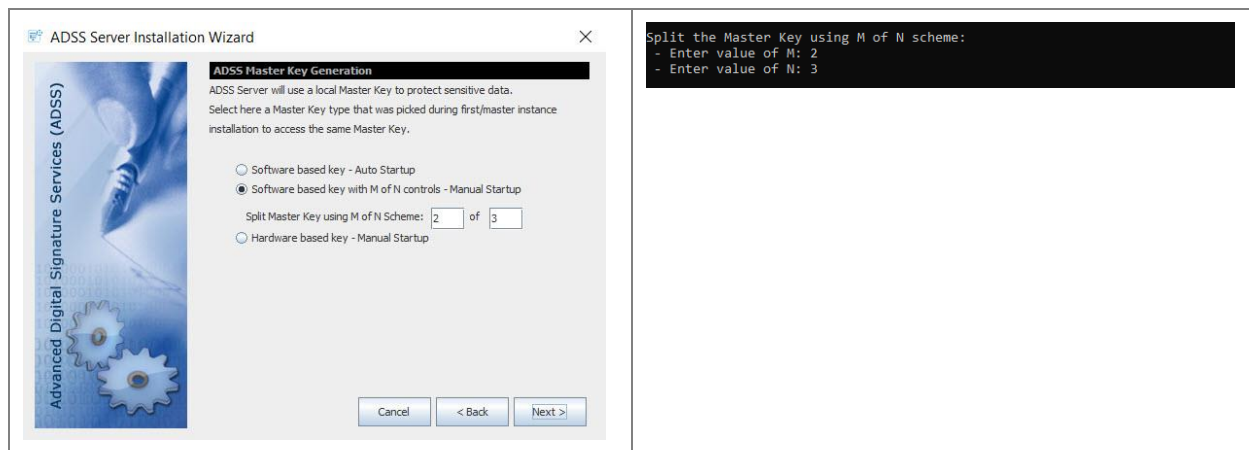 ADSS Server Installation Wizard
Advanced Digital Signature Services (ADSS)
ADSS Master Key Generation
ADSS Server will use a local Master Key to protect sensitive data.
Select here a Master Key type that was picked during first/master instance
installation to access the same Master Key.
Software based key - Auto Startup
Software based key with M of N controls - Manual Startup
Split Master Key using M of N Scheme: 2 of 3
Hardware based key - Manual Startup
Cancel < Back Next >
Split the Master Key using M of N scheme:
- Enter value of M: 2
- Enter value of N: 3